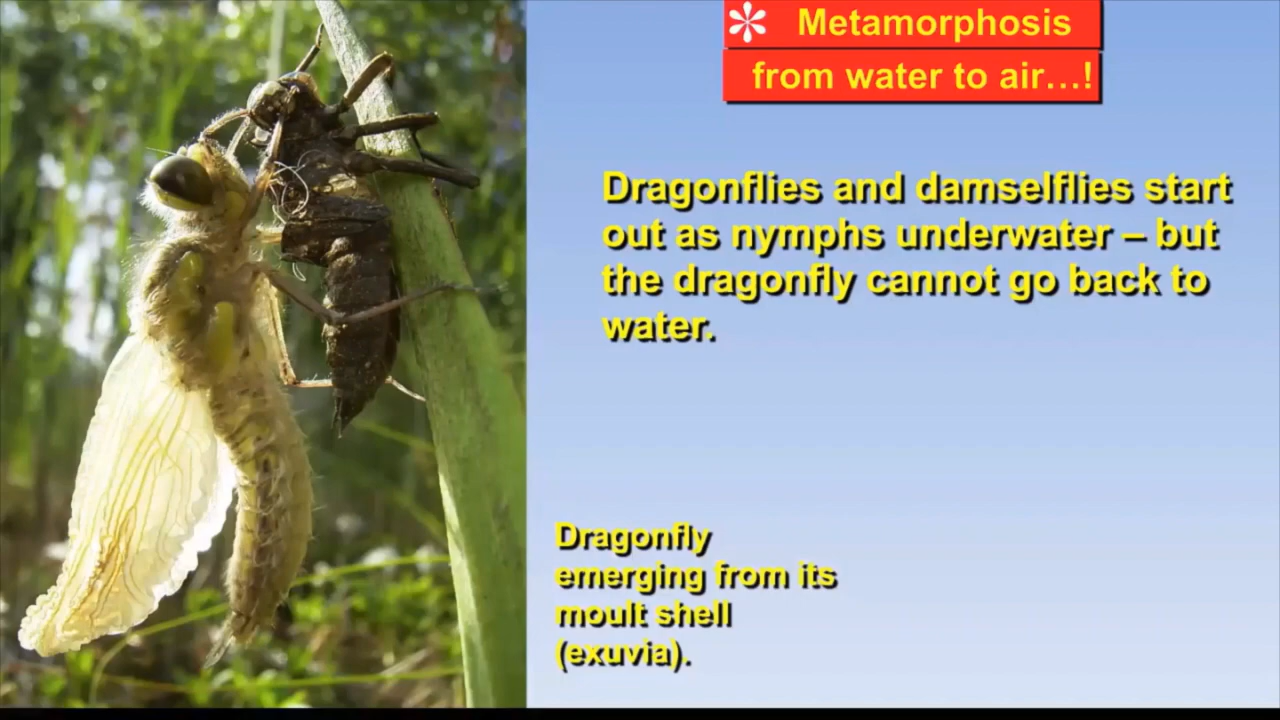 ✻ Metamorphosis
from water to air…!
Dragonflies and damselflies start
out as nymphs underwater – but
the dragonfly cannot go back to
water.
Dragonfly
emerging from its
moult shell
(exuvia).